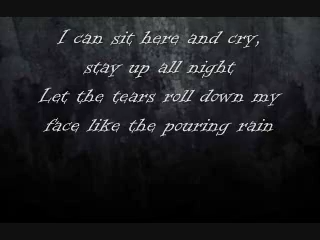 I can sit here and cry,
stay up all night
Let the tears roll down my
face like the pouring rain